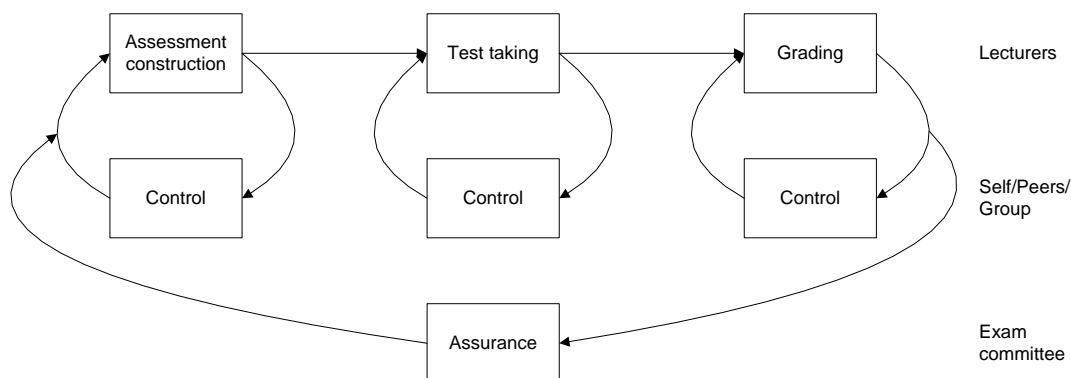 Assessment
construction
Test taking
Grading
Lecturers
Control
Control
Control
Self/Peers/
Group
Assurance
Exam
committee